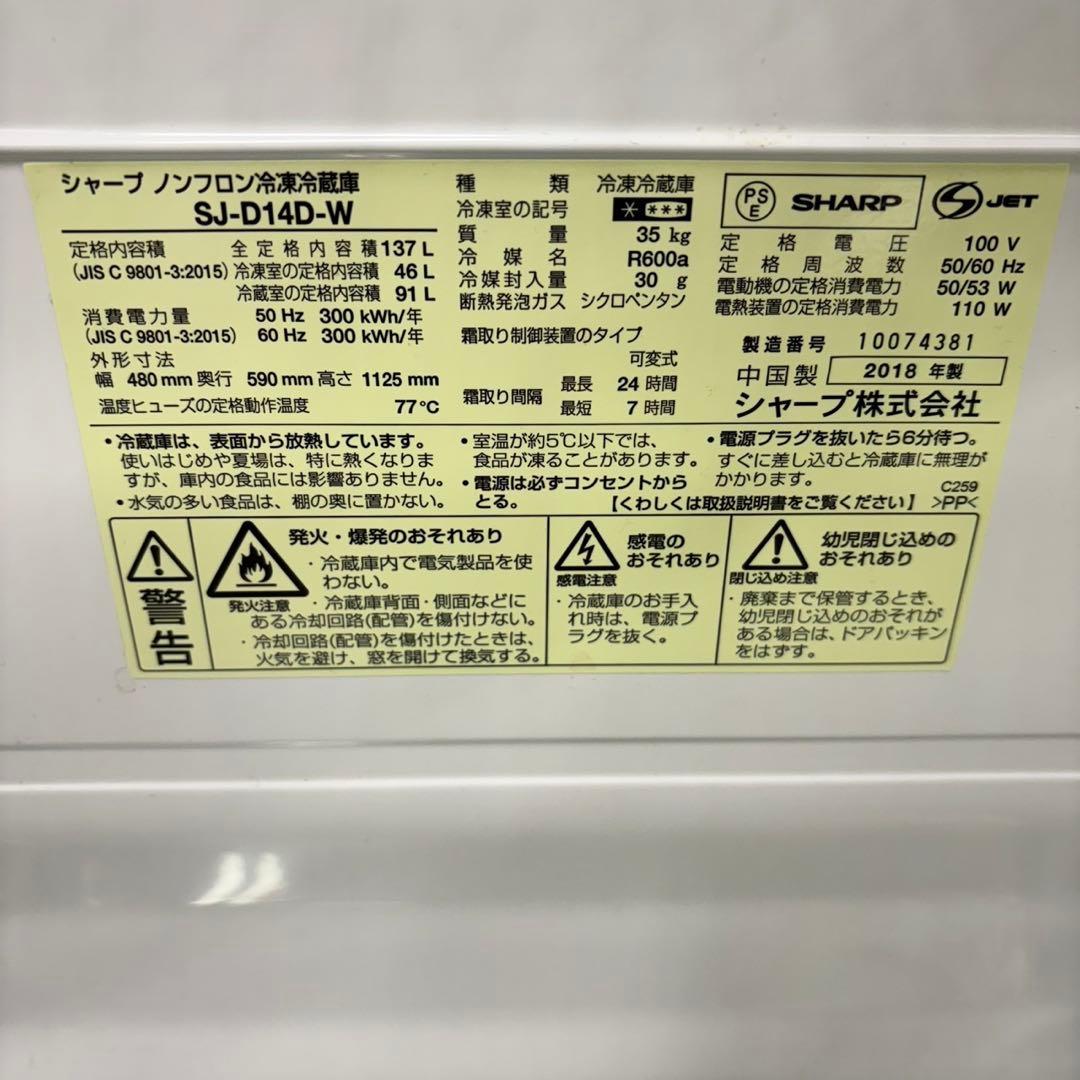 シャープ ノンフロン冷凍冷蔵庫
SJ-D14D-W
定格内容積 全定格内容積 137 L
(JIS C 9801-3:2015) 冷凍室の定格内容積 46 L
冷蔵室の定格内容積 91 L
消費電力量 50 Hz 300 kWh/年
(JIS C 9801-3:2015) 60 Hz 300 kWh/年
外形寸法
幅 480 mm 奥行 590 mm 高さ 1125 mm
温度ヒューズの定格動作温度 77℃
種類 冷凍冷蔵庫
冷凍室の記号 * ***
質量 35 kg
冷媒名 R600a
冷媒封入量 30 g
断熱発泡ガス シクロペンタン
霜取り制御装置のタイプ
可変式
霜取り間隔 最長 24 時間
最短 7 時間
PS
E
SHARP
S JET
定格電圧 100 V
定格周波数 50/60 Hz
電動機の定格消費電力 50/53 W
電熱装置の定格消費電力 110 W
製造番号 10074381
中国製 2018 年製
シャープ株式会社
・冷蔵庫は、表面から放熱しています。
使いはじめや夏場は、特に熱くなりま
すが、庫内の食品には影響ありません。
・水気の多い食品は、棚の奥に置かない。
・室温が約5℃以下では、
食品が凍ることがあります。
・電源は必ずコンセントから
とる。
・電源プラグを抜いたら6分待つ。
すぐに差し込むと冷蔵庫に無理が
かかります。
C259
【くわしくは取扱説明書をご覧ください】 >PP<
警告
発火・爆発のおそれあり
発火注意
・冷蔵庫内で電気製品を使
わない。
・冷蔵庫背面・側面などに
ある冷却回路(配管)を傷付けない。
・冷却回路(配管)を傷付けたときは、
火気を避け、窓を開けて換気する。
感電の
おそれあり
感電注意
・冷蔵庫のお手入
れ時は、電源プ
ラグを抜く。
幼児閉じ込めの
おそれあり
閉じ込め注意
・廃棄まで保管するとき、
幼児閉じ込めのおそれが
ある場合は、ドアパッキン
をはずす。